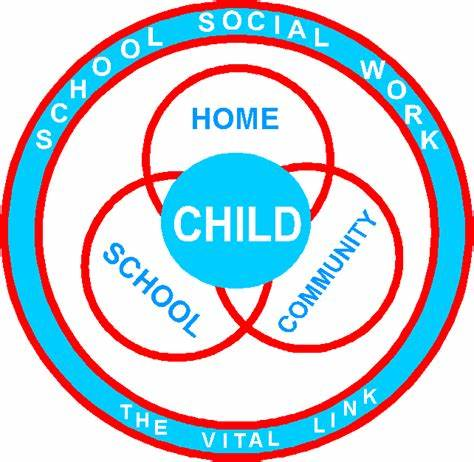 SCHOOL SOCIAL WORK
HOME
CHILD
SCHOOL
COMMUNITY
THE VITAL LINK